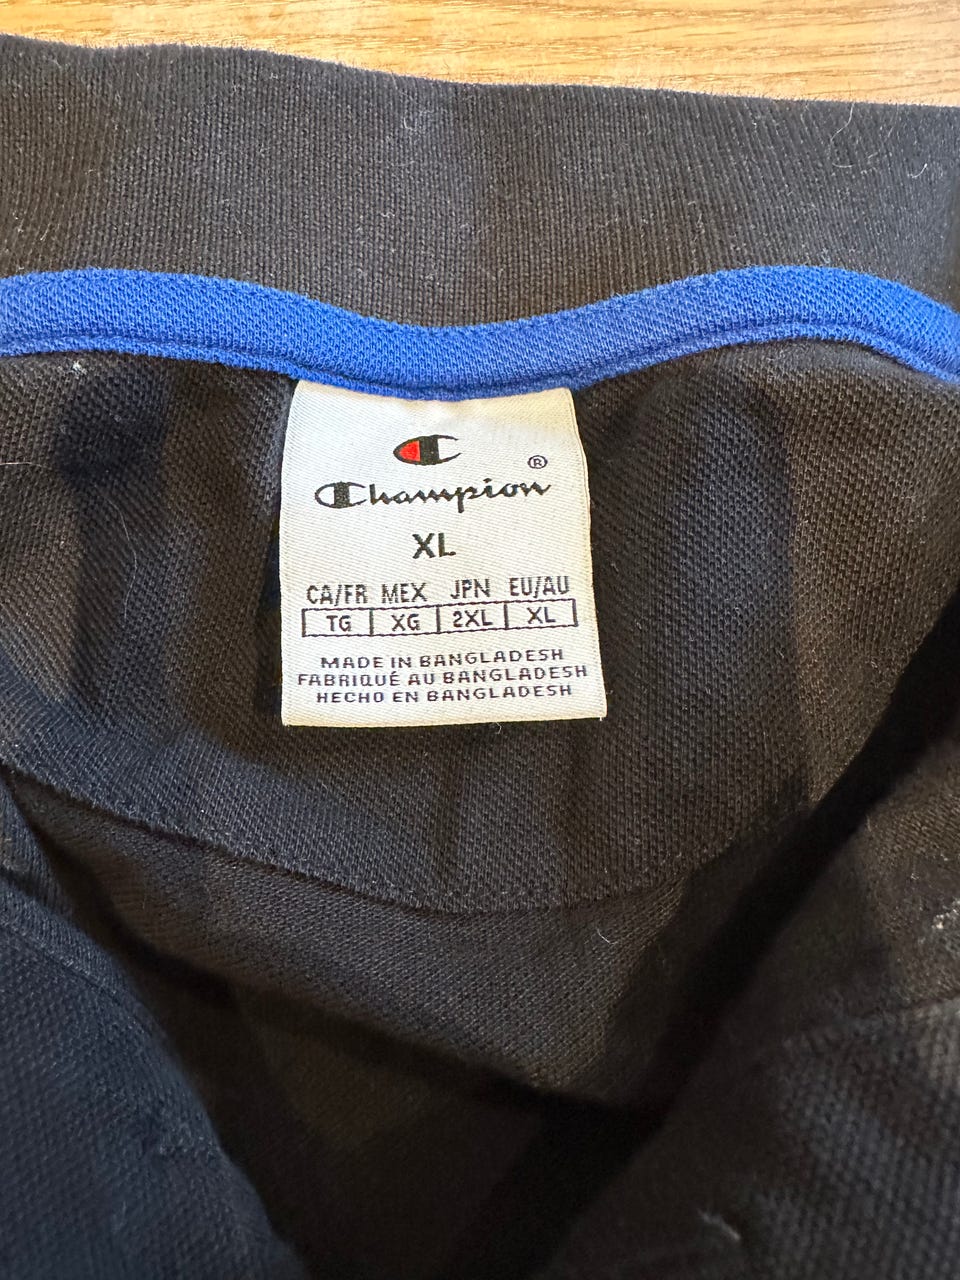 ®
Champion
XL
CA/FR MEX JPN EU/AU
TG XG 2XL XL
MADE IN BANGLADESH
FABRIQUÉ AU BANGLADESH
HECHO EN BANGLADESH